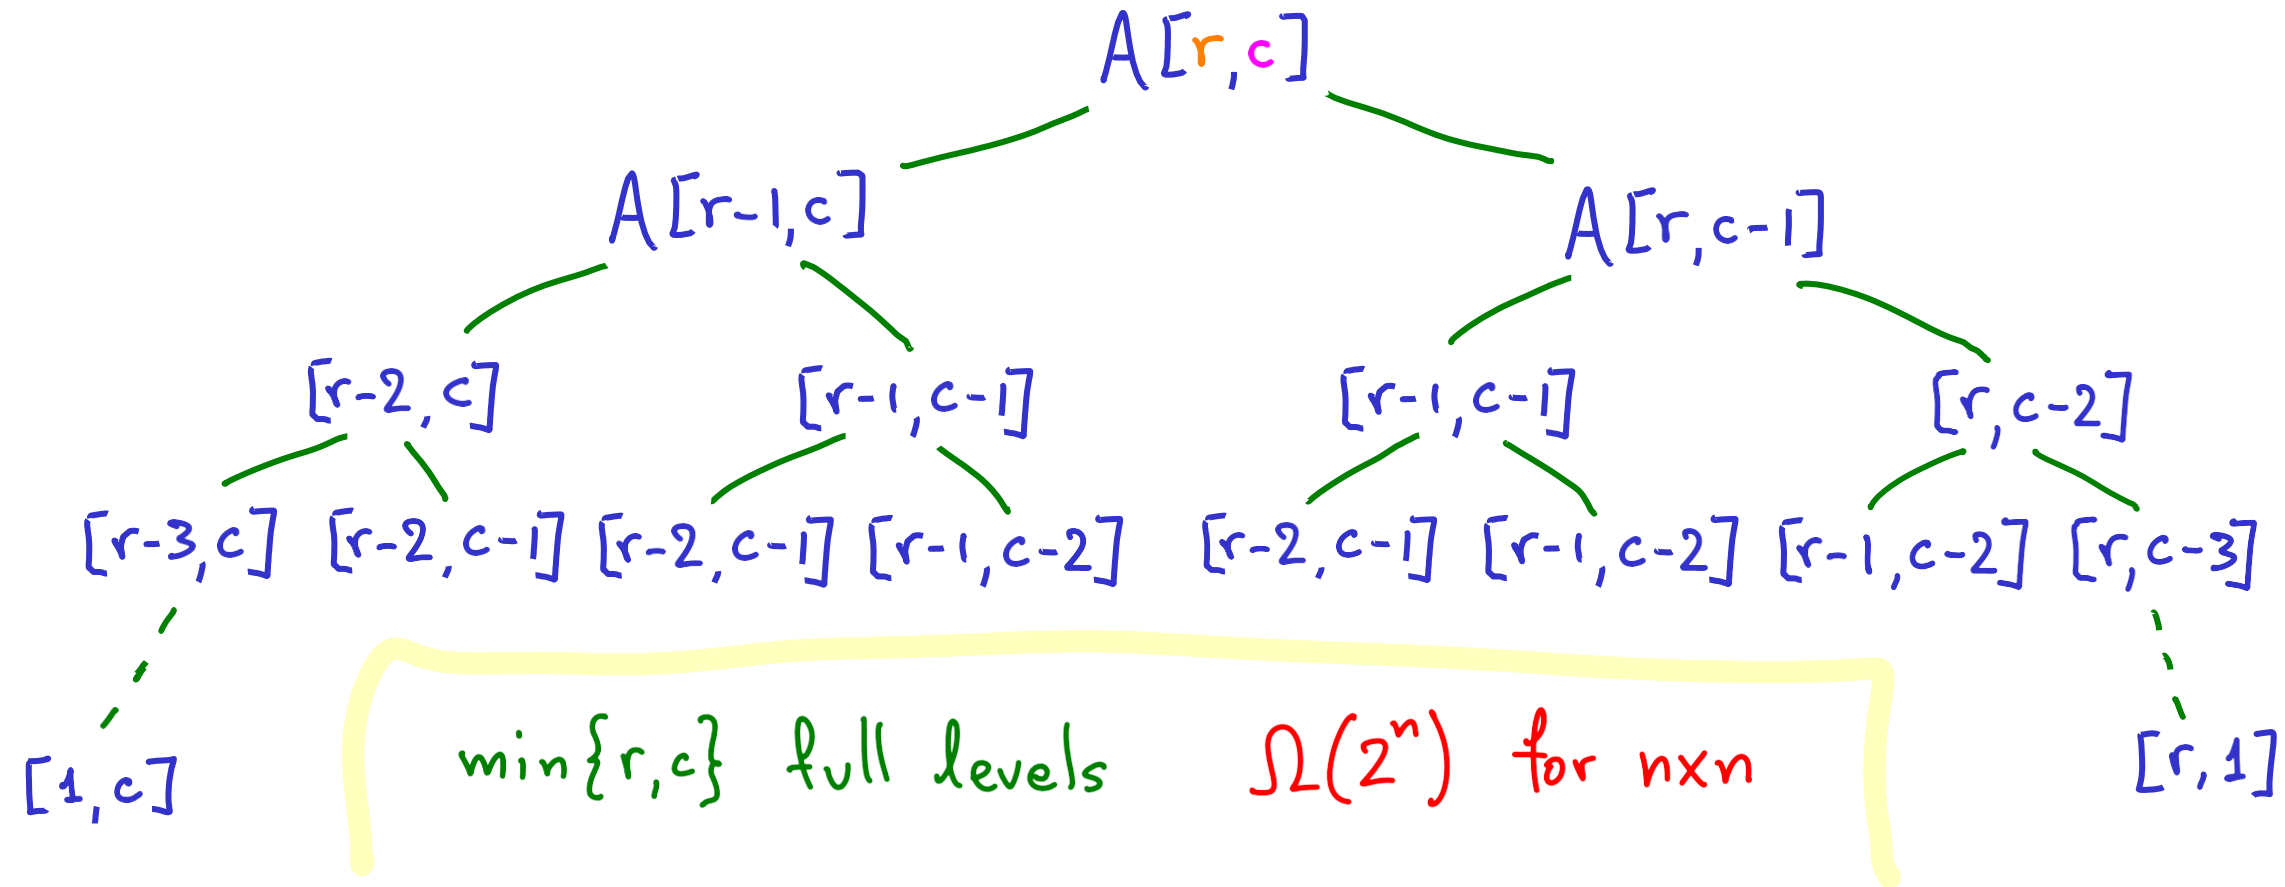 A[r,c]
A[r-1,c] A[r,c-1]
[r-2,c] [r-1,c-1] [r-1,c-1] [r,c-2]
[r-3,c] [r-2,c-1] [r-2,c-1] [r-1,c-2] [r-2,c-1] [r-1,c-2] [r-1,c-2] [r,c-3]
[1,c] min{r,c} full levels Ω(2ⁿ) for n×n [r,1]